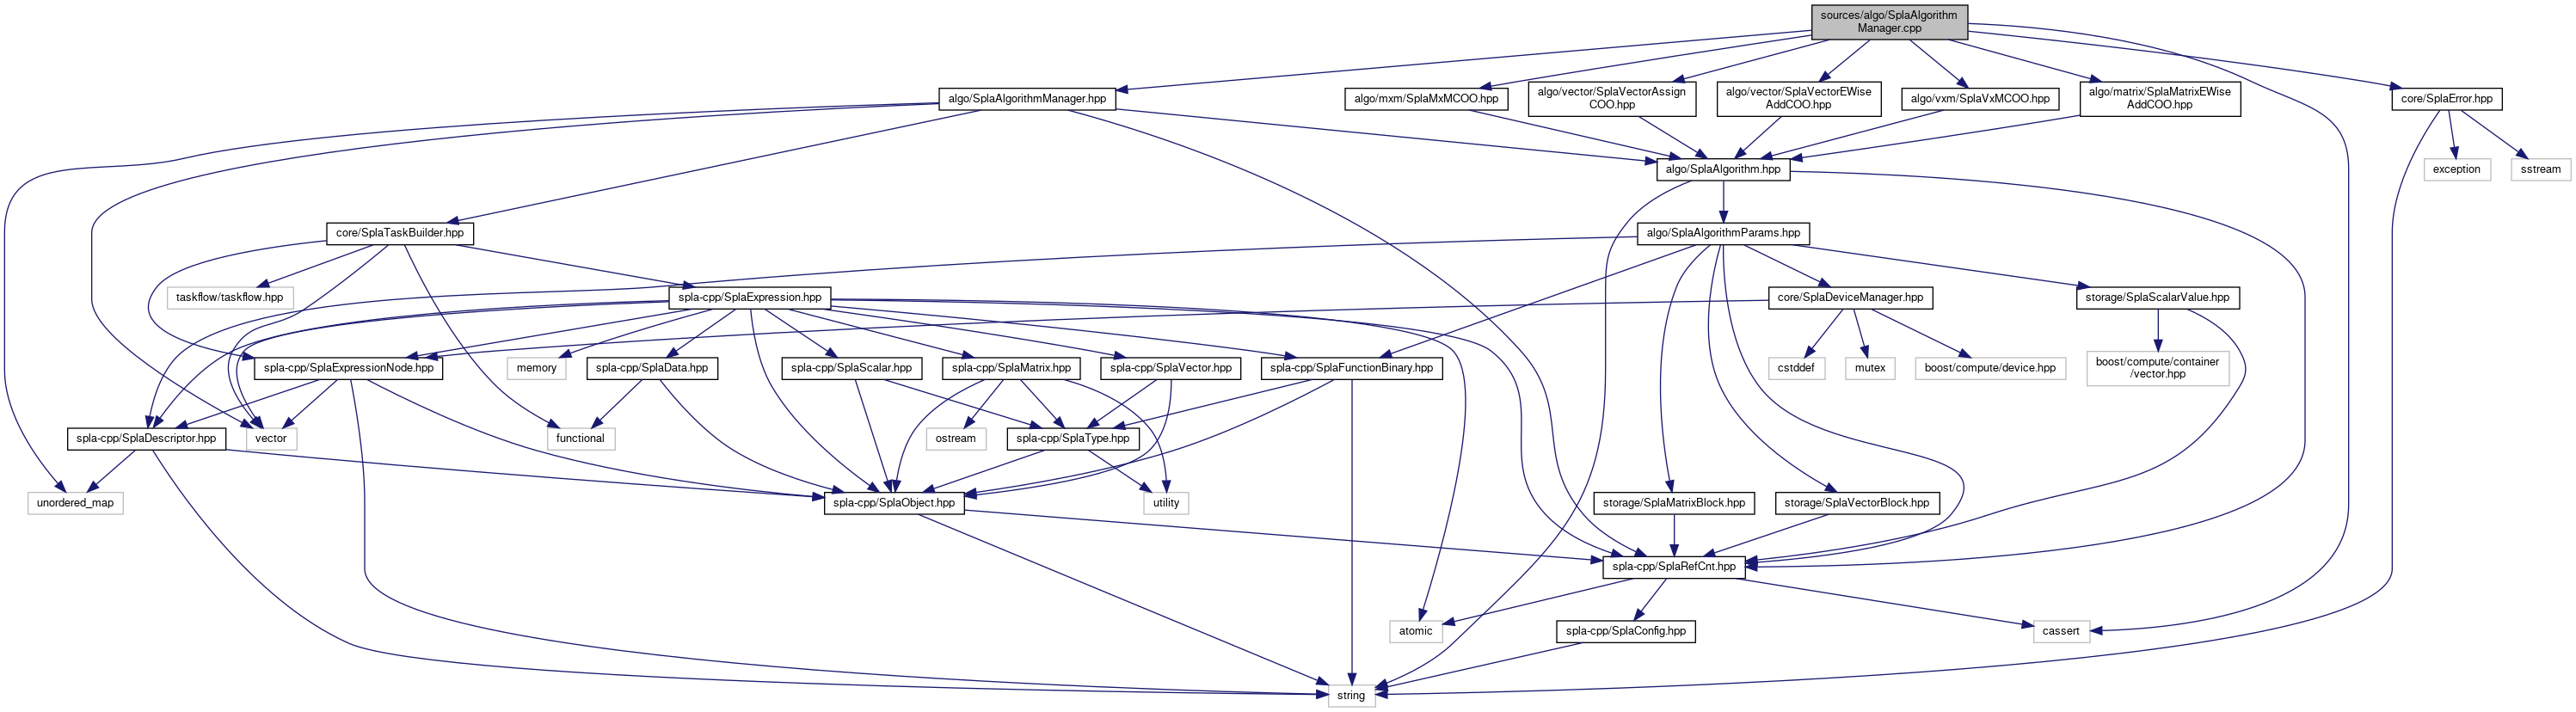 sources/algo/SplaAlgorithm
Manager.cpp
algo/SplaAlgorithmManager.hpp
algo/mxm/SplaMxMCOO.hpp
algo/vector/SplaVectorAssign
COO.hpp
algo/vector/SplaVectorEWise
AddCOO.hpp
algo/vxm/SplaVxMCOO.hpp
algo/matrix/SplaMatrixEWise
AddCOO.hpp
core/SplaError.hpp
algo/SplaAlgorithm.hpp
exception
sstream
core/SplaTaskBuilder.hpp
algo/SplaAlgorithmParams.hpp
taskflow/taskflow.hpp
spla-cpp/SplaExpression.hpp
core/SplaDeviceManager.hpp
storage/SplaScalarValue.hpp
spla-cpp/SplaExpressionNode.hpp
memory
spla-cpp/SplaData.hpp
spla-cpp/SplaScalar.hpp
spla-cpp/SplaMatrix.hpp
spla-cpp/SplaVector.hpp
spla-cpp/SplaFunctionBinary.hpp
cstddef
mutex
boost/compute/device.hpp
boost/compute/container
/vector.hpp
spla-cpp/SplaDescriptor.hpp
vector
functional
ostream
spla-cpp/SplaType.hpp
unordered_map
spla-cpp/SplaObject.hpp
utility
storage/SplaMatrixBlock.hpp
storage/SplaVectorBlock.hpp
spla-cpp/SplaRefCnt.hpp
atomic
spla-cpp/SplaConfig.hpp
cassert
string